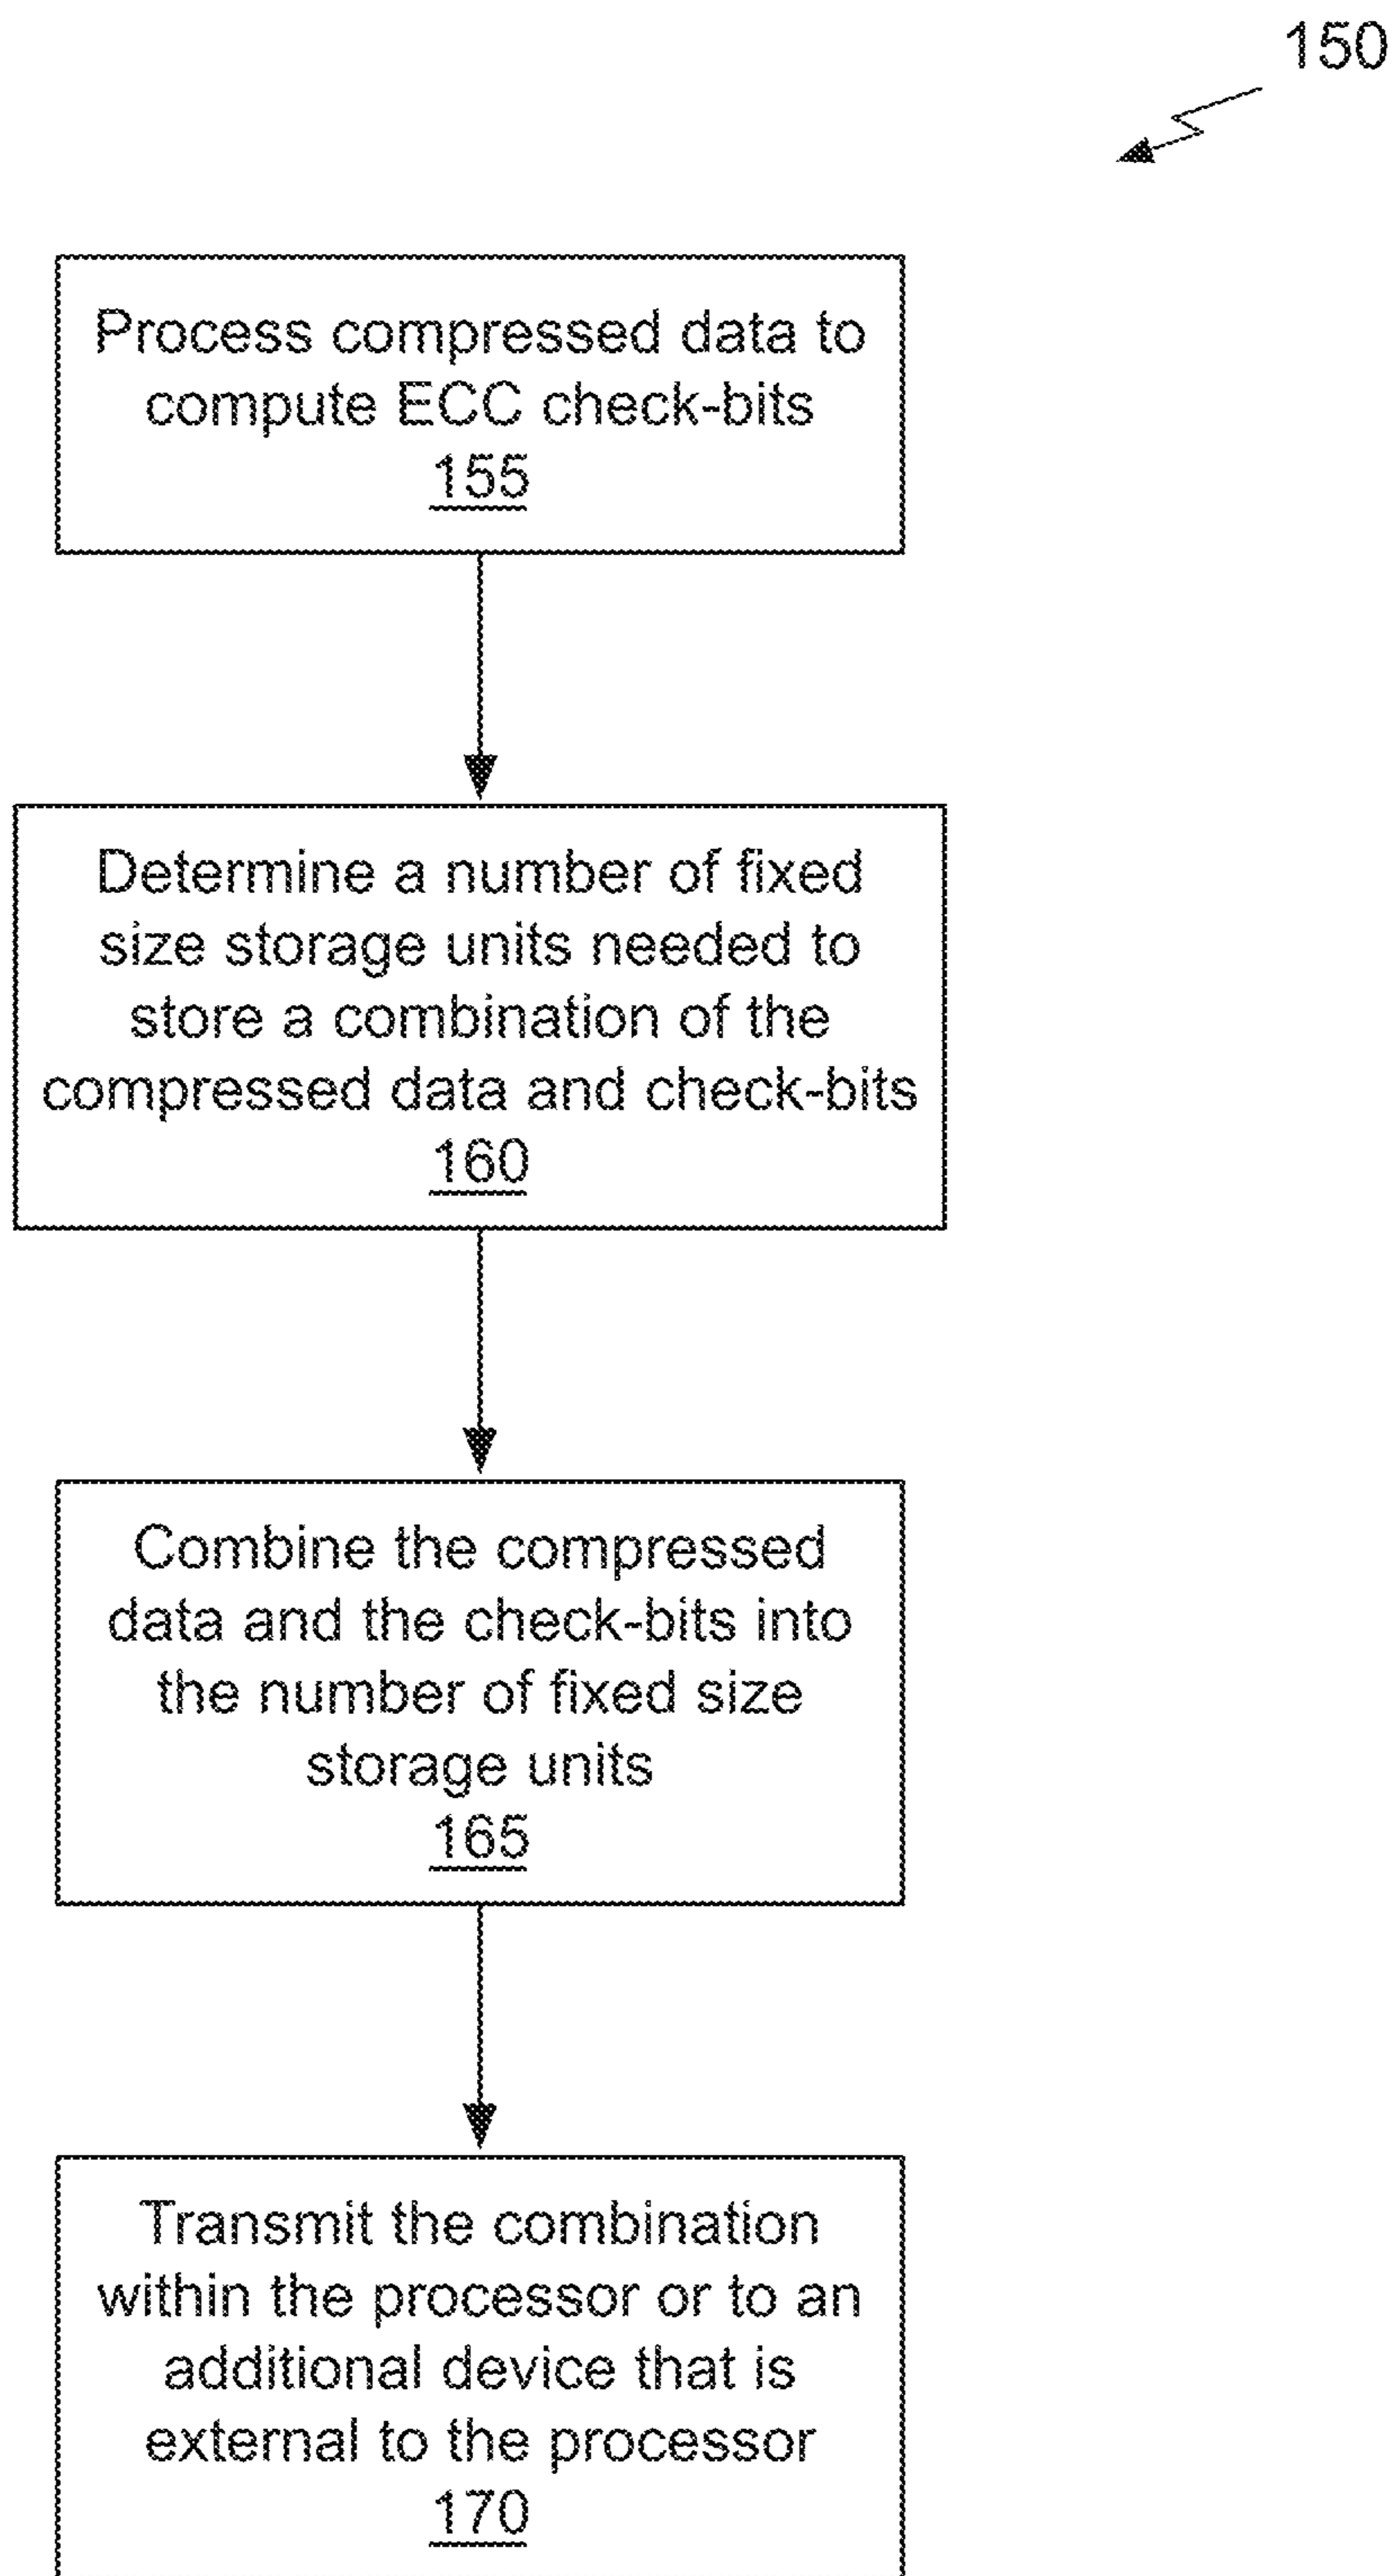 150
Process compressed data to
compute ECC check-bits
155
Determine a number of fixed
size storage units needed to
store a combination of the
compressed data and check-bits
160
Combine the compressed
data and the check-bits into
the number of fixed size
storage units
165
Transmit the combination
within the processor or to an
additional device that is
external to the processor
170